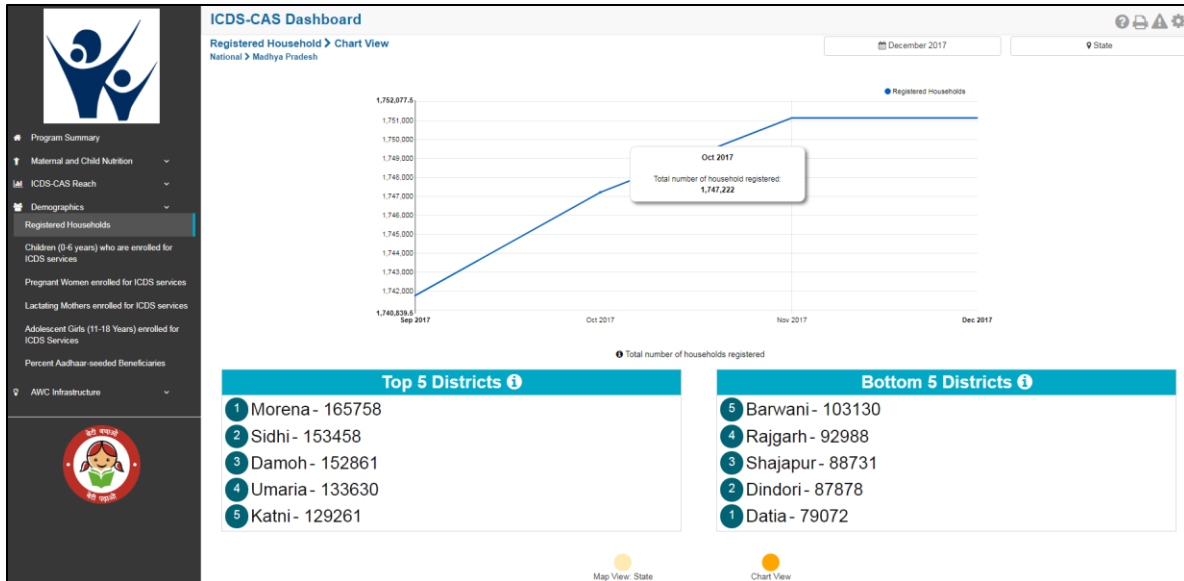 ICDS-CAS Dashboard
Registered Household ❯ Chart View
National ❯ Madhya Pradesh
December 2017
State
Program Summary
Maternal and Child Nutrition
ICDS-CAS Reach
Demographics
Registered Households
Children (0-6 years) who are enrolled for
ICDS services
Pregnant Women enrolled for ICDS services
Lactating Mothers enrolled for ICDS services
Adolescent Girls (11-18 Years) enrolled for
ICDS Services
Percent Aadhaar-seeded Beneficiaries
AWC Infrastructure
बेटी बचाओ
बेटी पढ़ाओ
Registered Households
1,752,077.5
1,751,000
1,750,000
1,749,000
1,748,000
1,747,000
1,746,000
1,745,000
1,744,000
1,743,000
1,742,000
1,740,839.5
Oct 2017
Total number of household registered:
1,747,222
Sep 2017
Oct 2017
Nov 2017
Dec 2017
Total number of households registered
Top 5 Districts
1 Morena - 165758
2 Sidhi - 153458
3 Damoh - 152861
4 Umaria - 133630
5 Katni - 129261
Bottom 5 Districts
5 Barwani - 103130
4 Rajgarh - 92988
3 Shajapur - 88731
2 Dindori - 87878
1 Datia - 79072
Map View: State
Chart View